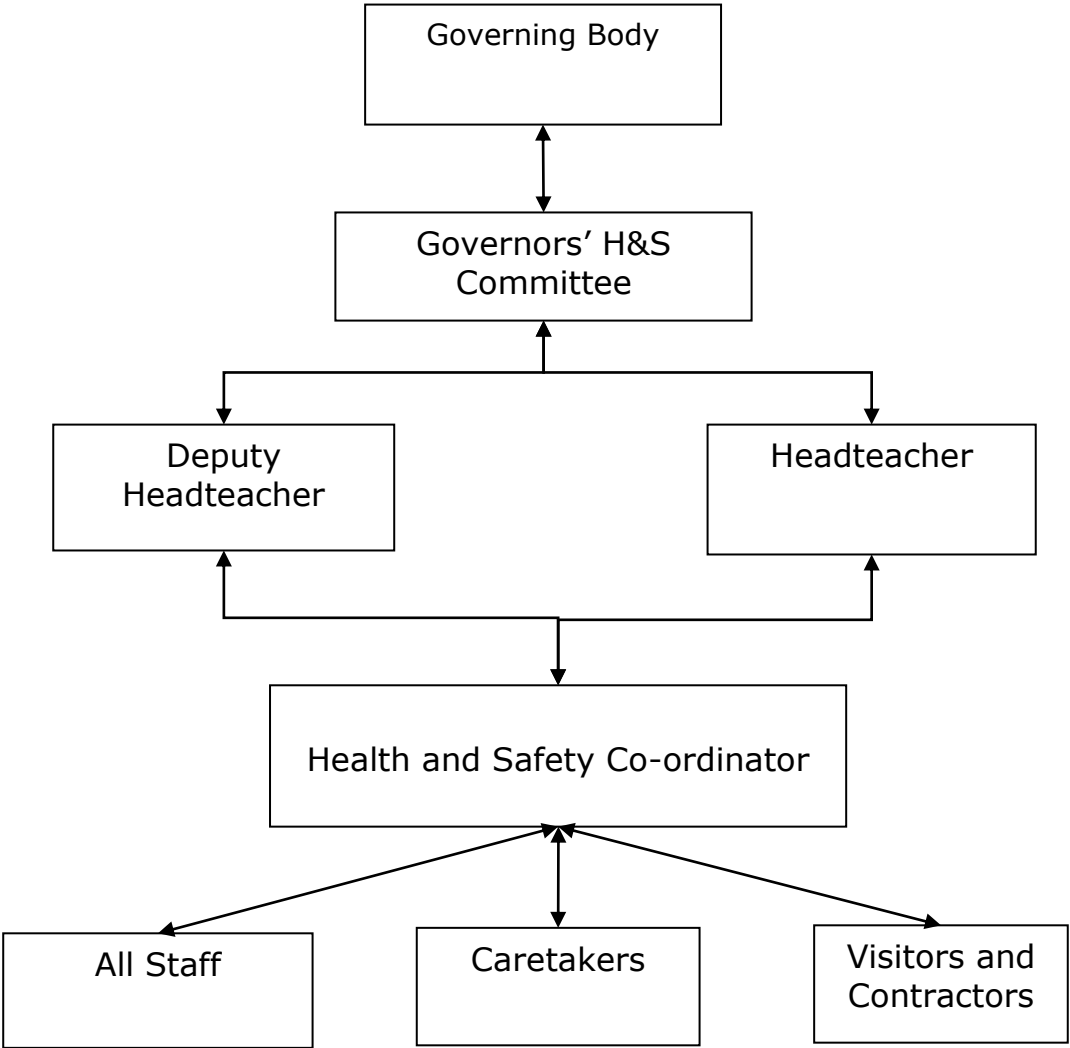 Governing Body
Governors’ H&S
Committee
Deputy
Headteacher
Headteacher
Health and Safety Co-ordinator
All Staff
Caretakers
Visitors and
Contractors